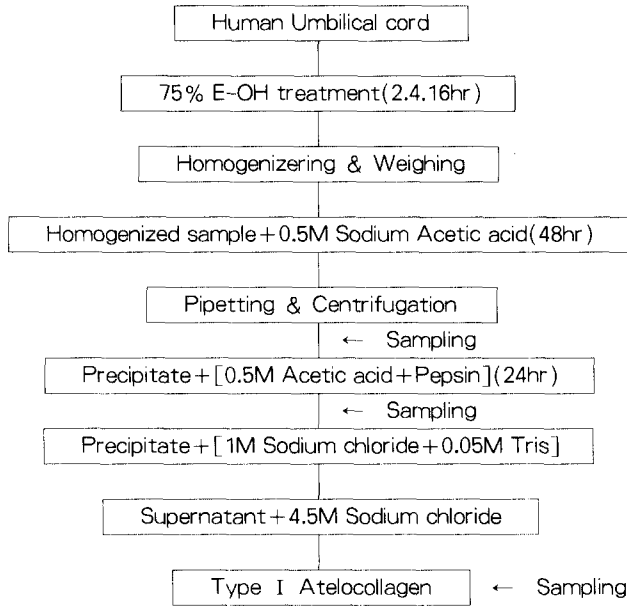 Human Umbilical cord
75% E-OH treatment(2.4.16hr)
Homogenizering & Weighing
Homogenized sample+0.5M Sodium Acetic acid(48hr)
Pipetting & Centrifugation
← Sampling
Precipitate+[0.5M Acetic acid+Pepsin](24hr)
← Sampling
Precipitate+[1M Sodium chloride+0.05M Tris]
Supernatant+4.5M Sodium chloride
Type I Atelocollagen ← Sampling